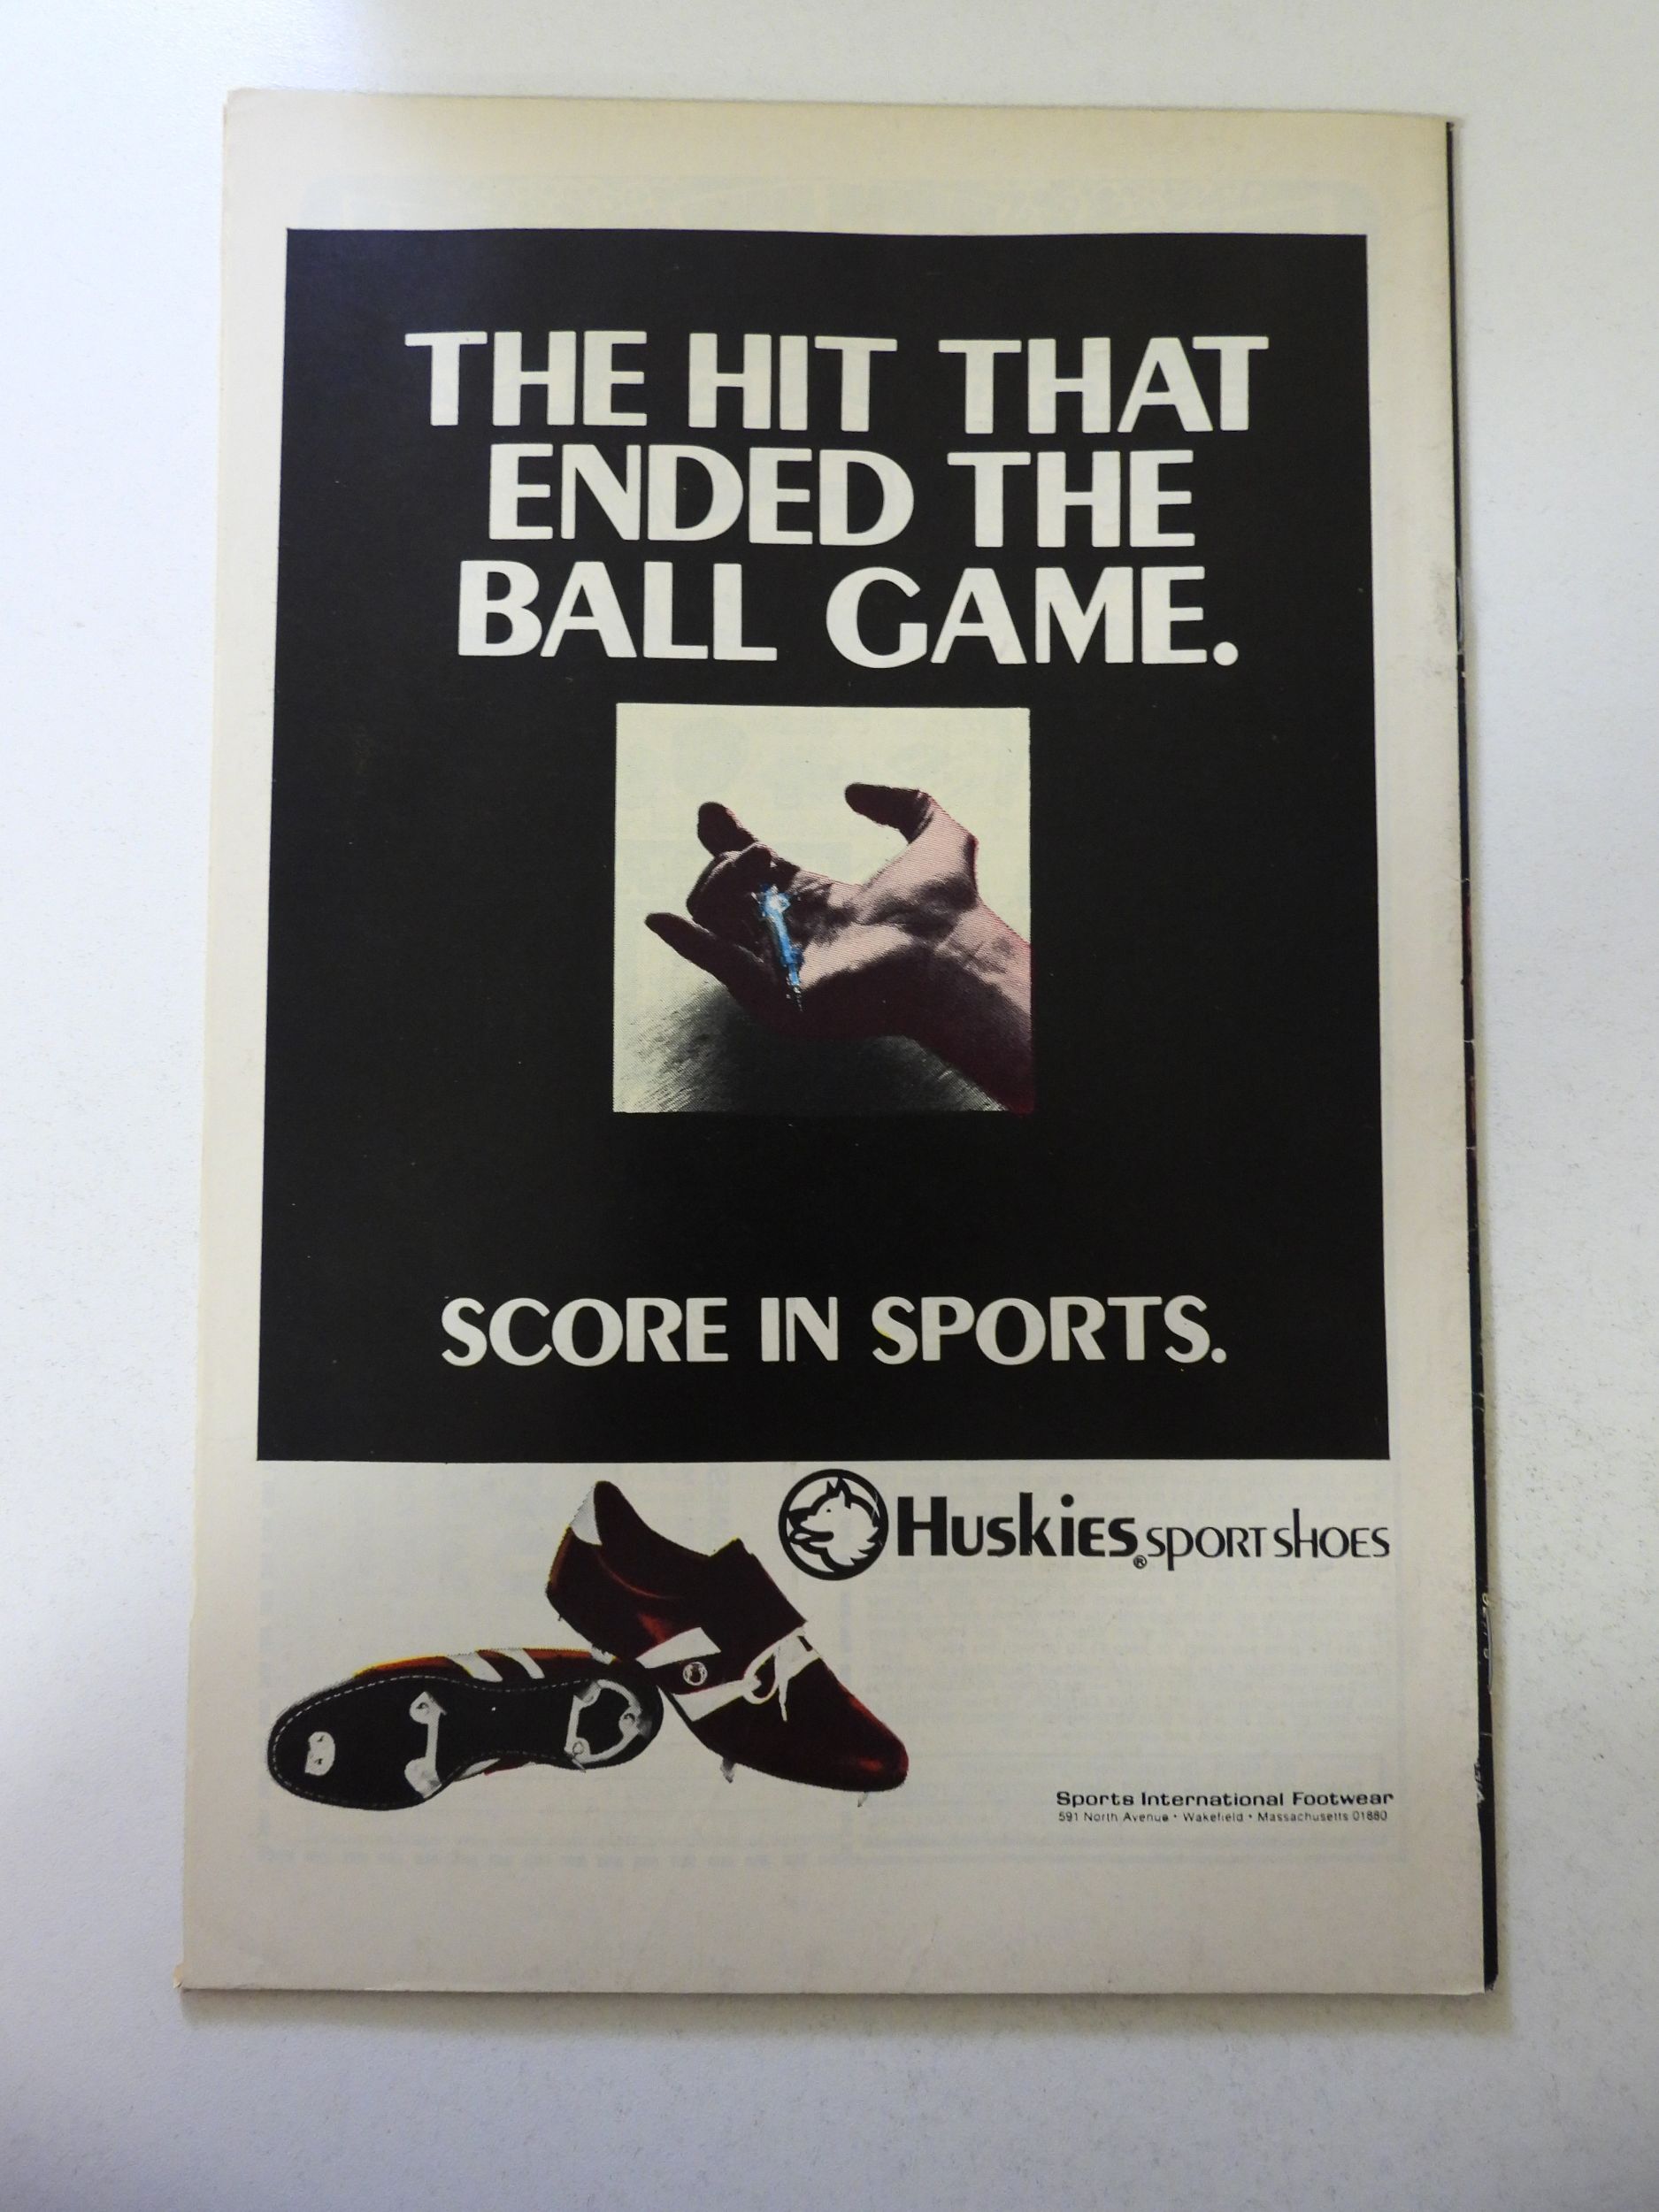 THE HIT THAT
ENDED THE
BALL GAME.
SCORE IN SPORTS.
HUSKIES® SPORT SHOES
Sports International Footwear
591 North Avenue • Wakefield • Massachusetts 01880